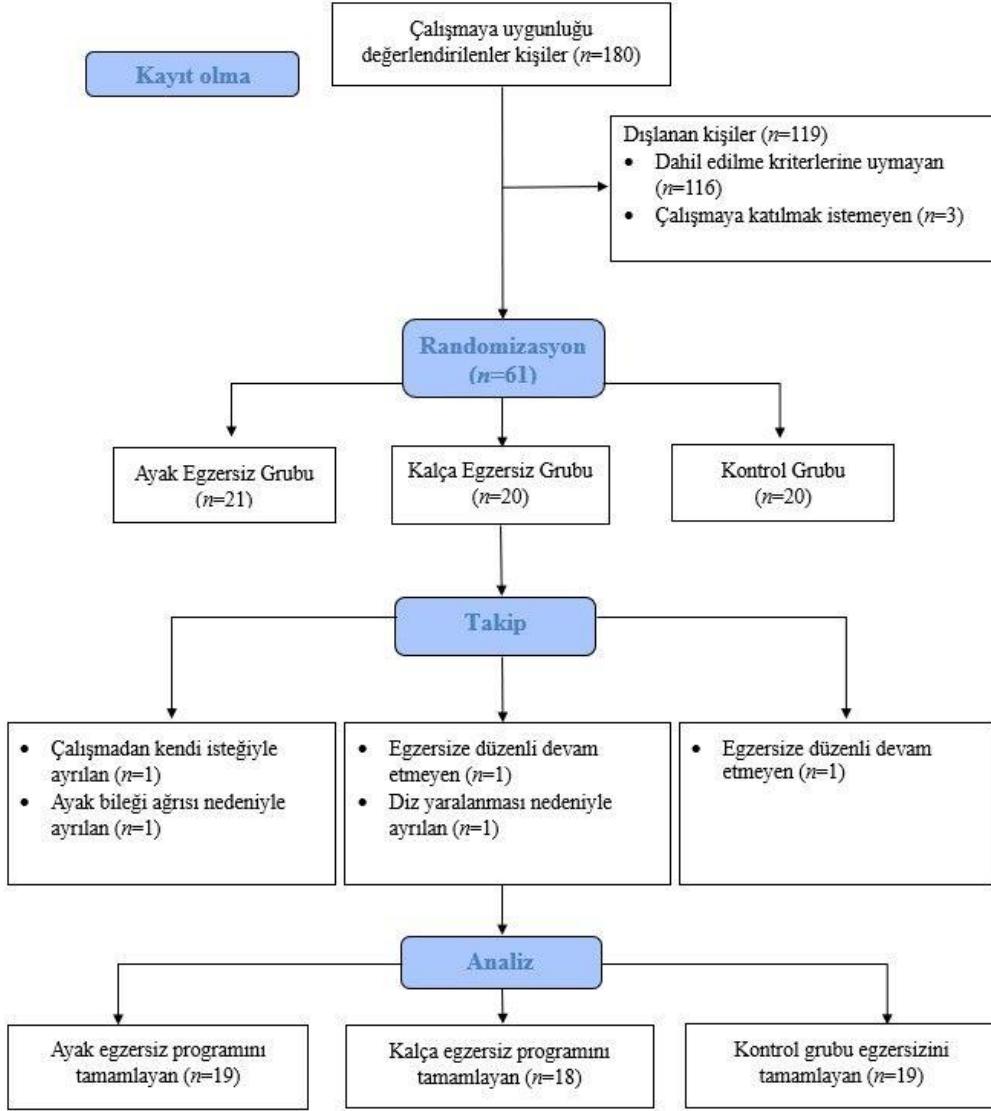 Çalışmaya uygunluğu
değerlendirilenler kişiler (n=180)
Kayıt olma
Dışlanan kişiler (n=119)
• Dahil edilme kriterlerine uymayan
(n=116)
• Çalışmaya katılmak istemeyen (n=3)
Randomizasyon
(n=61)
Ayak Egzersiz Grubu
(n=21)
Kalça Egzersiz Grubu
(n=20)
Kontrol Grubu
(n=20)
Takip
• Çalışmadan kendi isteğiyle
ayrılan (n=1)
• Ayak bileği ağrısı nedeniyle
ayrılan (n=1)
• Egzersize düzenli devam
etmeyen (n=1)
• Diz yaralanması nedeniyle
ayrılan (n=1)
• Egzersize düzenli devam
etmeyen (n=1)
Analiz
Ayak egzersiz programını
tamamlayan (n=19)
Kalça egzersiz programını
tamamlayan (n=18)
Kontrol grubu egzersizini
tamamlayan (n=19)